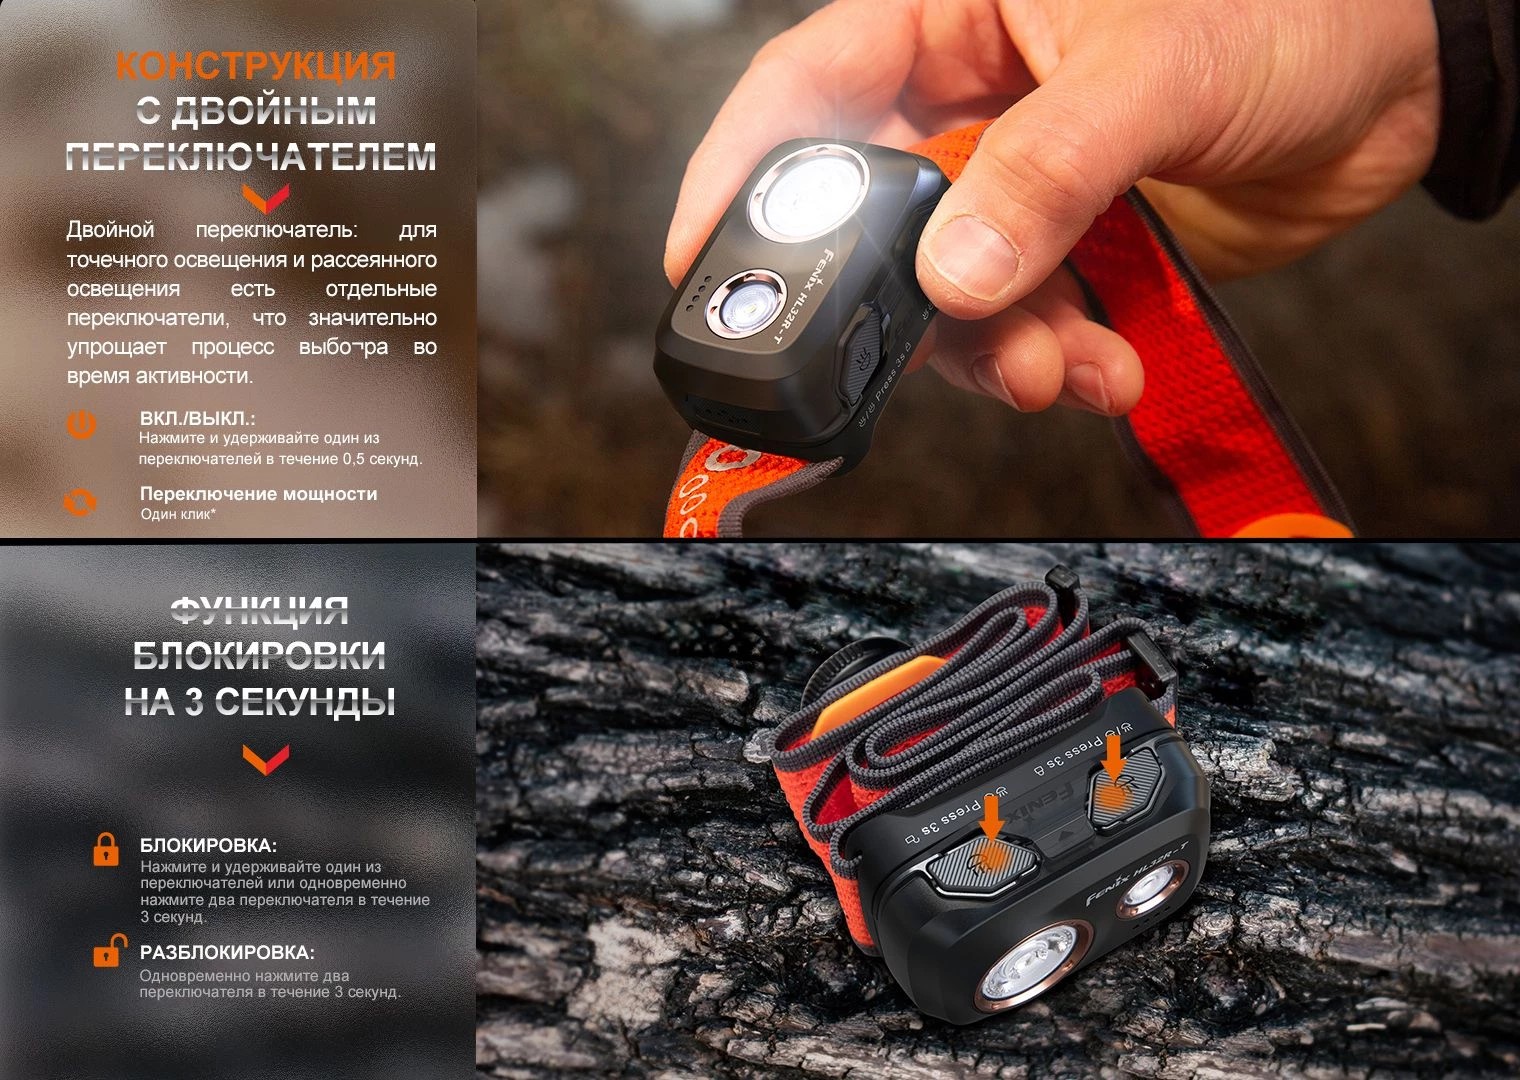 КОНСТРУКЦИЯ
С ДВОЙНЫМ
ПЕРЕКЛЮЧАТЕЛЕМ
Двойной переключатель: для
точечного освещения и рассеянного
освещения есть отдельные
переключатели, что значительно
упрощает процесс выбо¬ра во
время активности.
ВКЛ./ВЫКЛ.:
Нажмите и удерживайте один из
переключателей в течение 0,5 секунд.
Переключение мощности
Один клик*
FENIX HL32R-T
Press 3s
ФУНКЦИЯ
БЛОКИРОВКИ
НА 3 СЕКУНДЫ
БЛОКИРОВКА:
Нажмите и удерживайте один из
переключателей или одновременно
нажмите два переключателя в течение
3 секунд.
РАЗБЛОКИРОВКА:
Одновременно нажмите два
переключателя в течение 3 секунд.
Press 3s
Press 3s
FENIX
FENIX HL32R-T